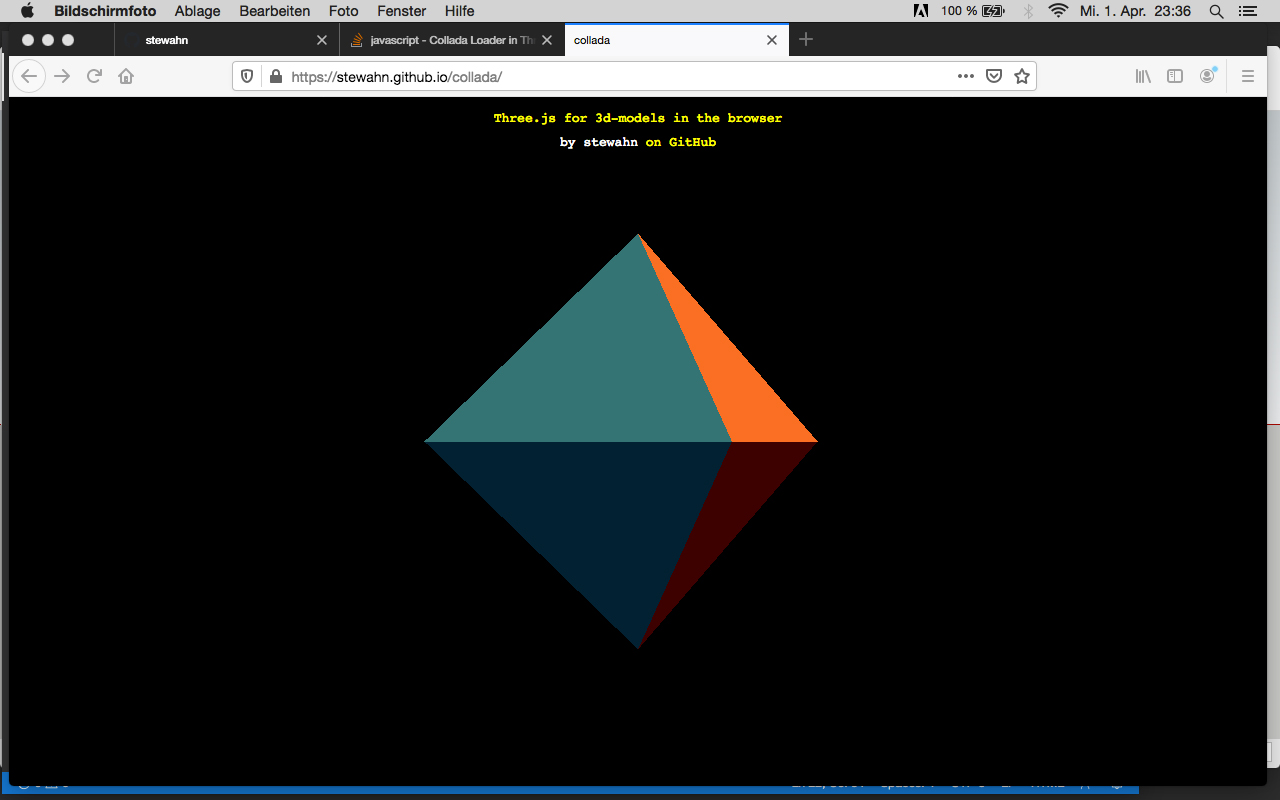 Bildschirmfoto Ablage Bearbeiten Foto Fenster Hilfe 100 % Mi. 1. Apr. 23:36
stewahn javascript - Collada Loader in Th collada
https://stewahn.github.io/collada/
Three.js for 3d-models in the browser
by stewahn on GitHub